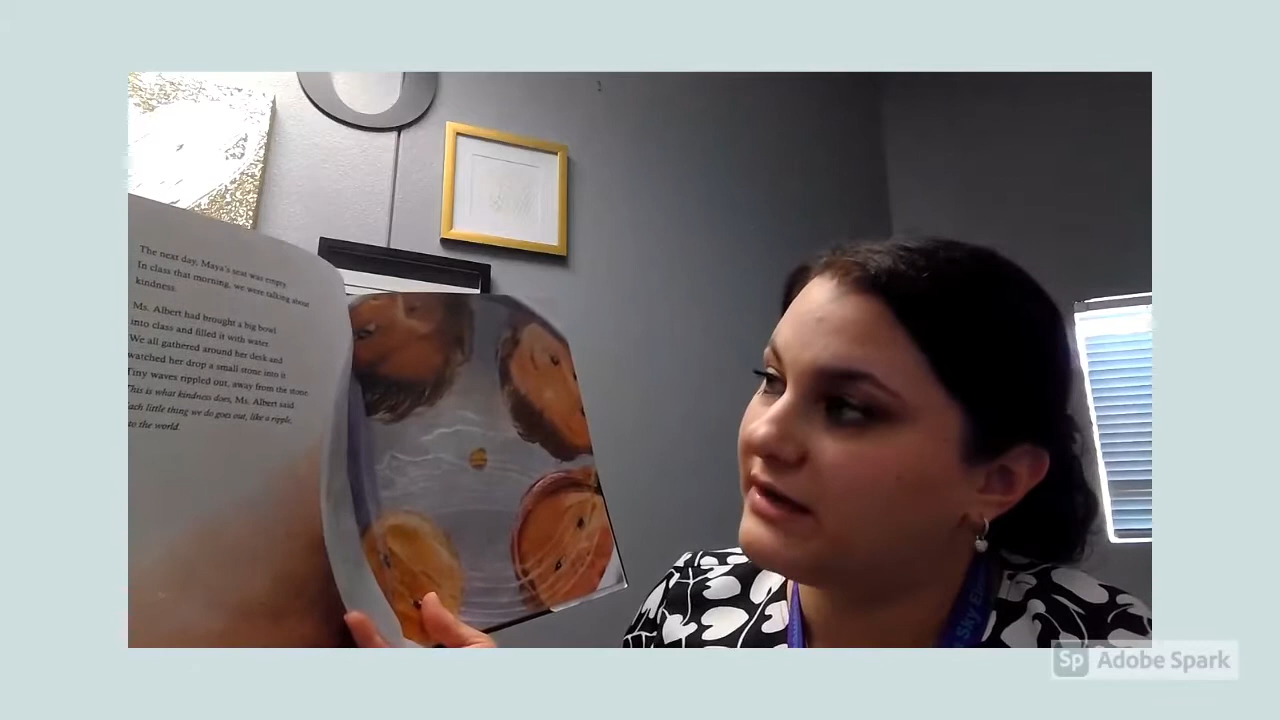 The next day, Maya's seat was empty.
In class that morning, we were talking about
kindness.
Ms. Albert had brought a big bowl
into class and filled it with water.
We all gathered around her desk and
watched her drop a small stone into it.
Tiny waves rippled out, away from the stone.
This is what kindness does, Ms. Albert said.
Each little thing we do goes out, like a ripple,
to the world.
Sky
Sp Adobe Spark